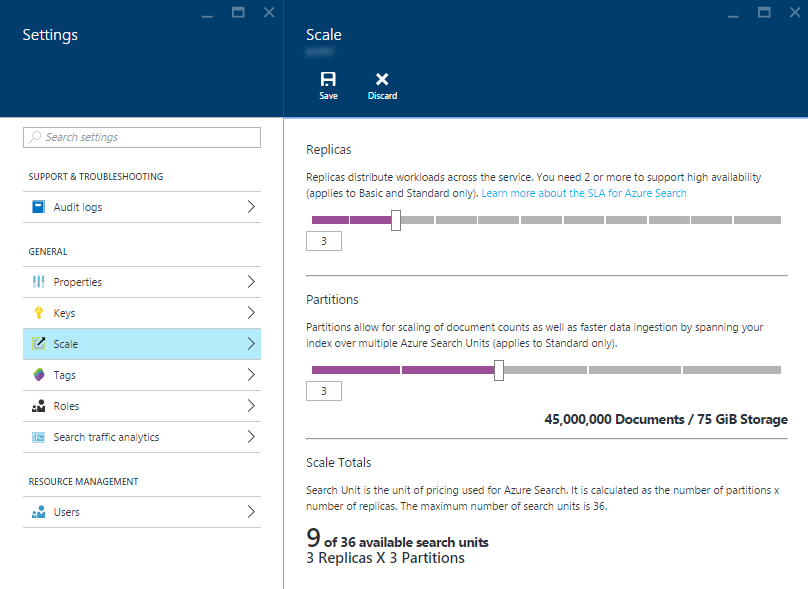 Settings
Search settings
SUPPORT & TROUBLESHOOTING
Audit logs
GENERAL
Properties
Keys
Scale
Tags
Roles
Search traffic analytics
RESOURCE MANAGEMENT
Users
Scale
Save
Discard
Replicas
Replicas distribute workloads across the service. You need 2 or more to support high availability
(applies to Basic and Standard only). Learn more about the SLA for Azure Search
3
Partitions
Partitions allow for scaling of document counts as well as faster data ingestion by spanning your
index over multiple Azure Search Units (applies to Standard only).
3
45,000,000 Documents / 75 GiB Storage
Scale Totals
Search Unit is the unit of pricing used for Azure Search. It is calculated as the number of partitions x
number of replicas. The maximum number of search units is 36.
9 of 36 available search units
3 Replicas X 3 Partitions